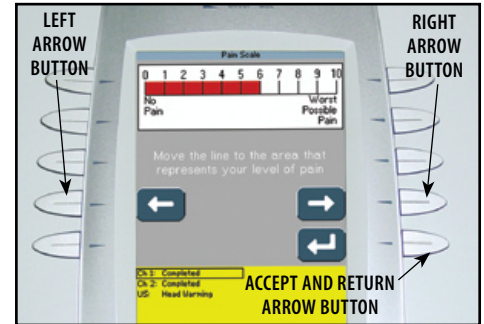 LEFT
ARROW
BUTTON
RIGHT
ARROW
BUTTON
Pain Scale
0 1 2 3 4 5 6 7 8 9 10
No
Pain
Worst
Possible
Pain
Move the line to the area that
represents your level of pain
Ch 1: Completed
Ch 2: Completed
US: Head Warming
ACCEPT AND RETURN
ARROW BUTTON